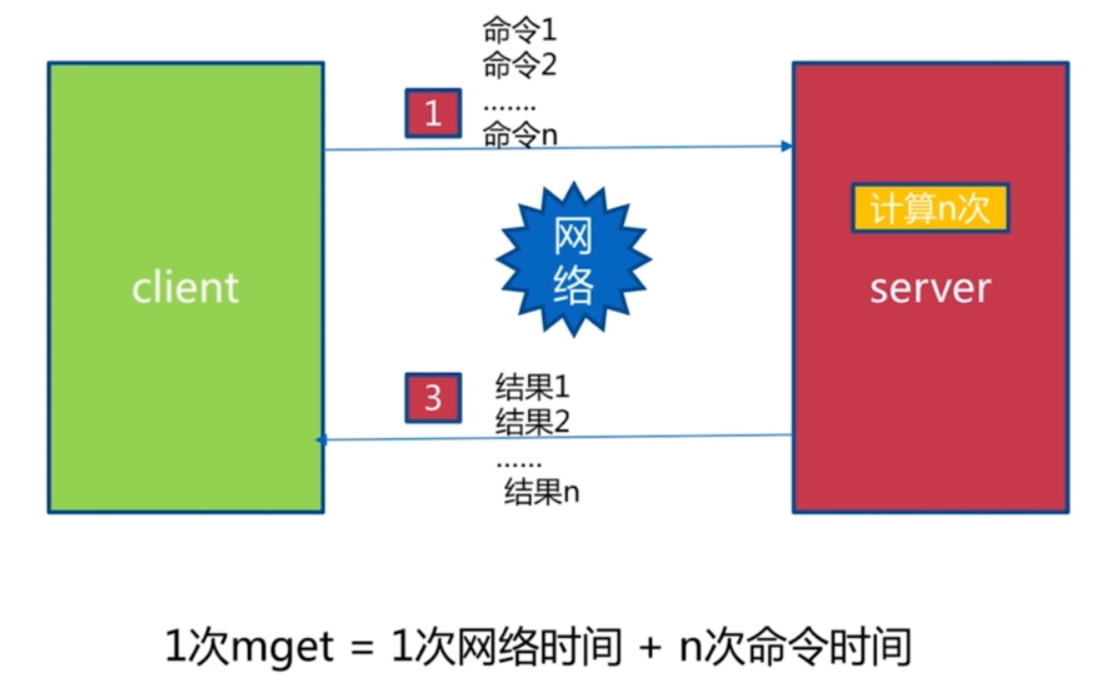 命令1
命令2
.......
命令n
1
网
络
计算n次
client
server
3
结果1
结果2
......
结果n
1次mget = 1次网络时间 + n次命令时间